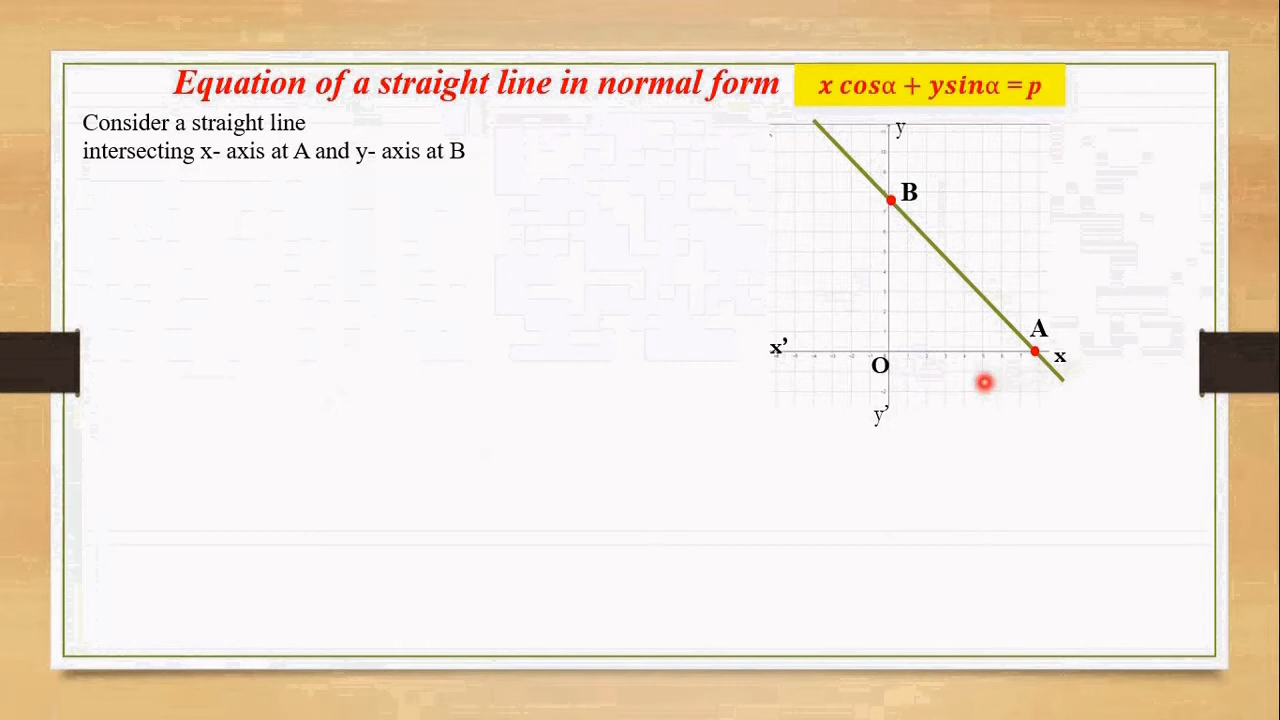 Equation of a straight line in normal form
x cosα + ysinα = p
Consider a straight line
intersecting x- axis at A and y- axis at B
y
B
A
x’
x
O
y’